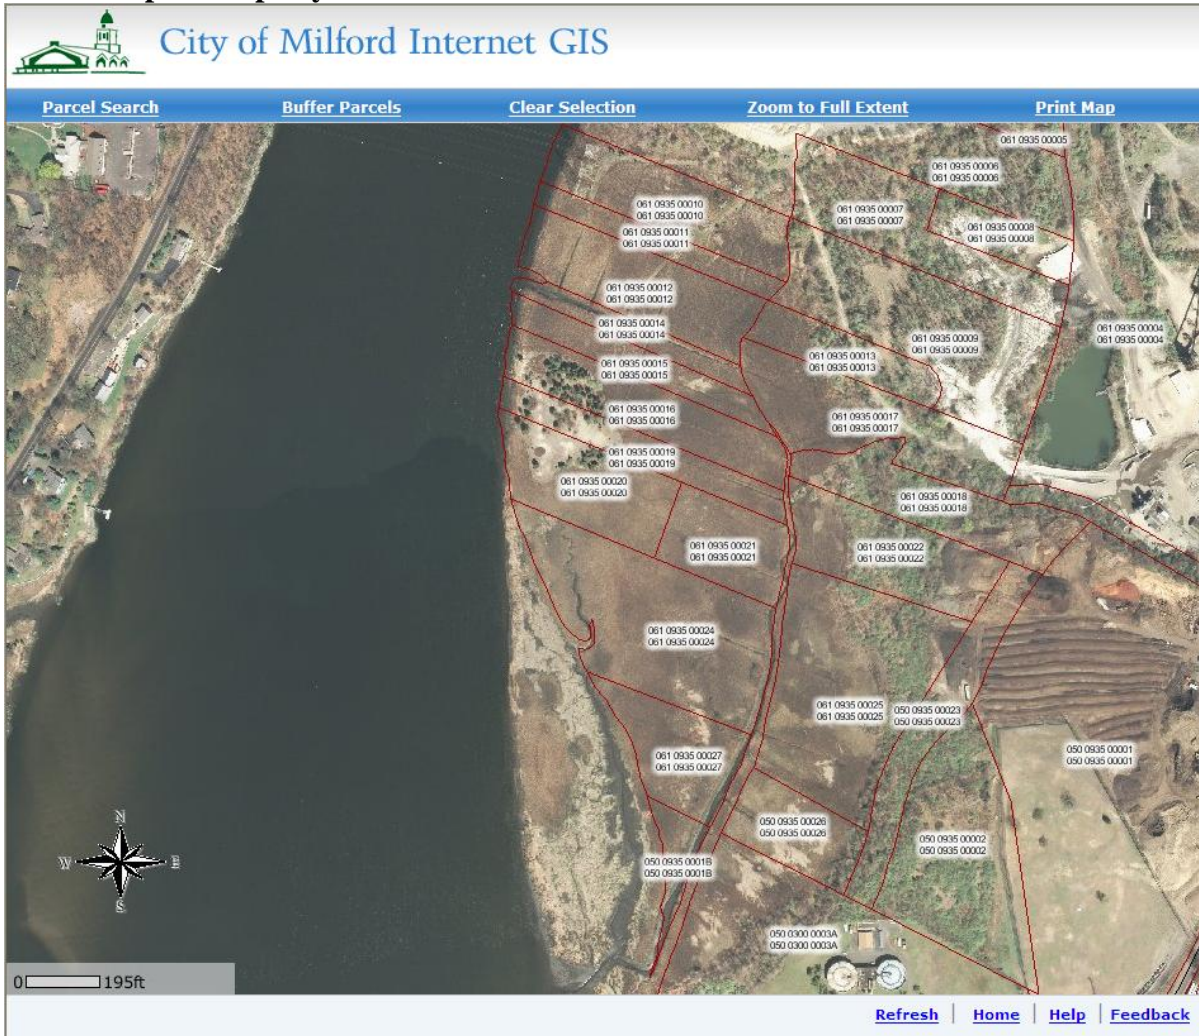 City of Milford Internet GIS
Parcel Search Buffer Parcels Clear Selection Zoom to Full Extent Print Map
061 0935 00005
061 0935 00006
061 0935 00006
061 0935 00010
061 0935 00010
061 0935 00007
061 0935 00007
061 0935 00008
061 0935 00008
061 0935 00011
061 0935 00011
061 0935 00012
061 0935 00012
061 0935 00014
061 0935 00014
061 0935 00004
061 0935 00004
061 0935 00009
061 0935 00009
061 0935 00013
061 0935 00013
061 0935 00015
061 0935 00015
061 0935 00016
061 0935 00016
061 0935 00017
061 0935 00017
061 0935 00019
061 0935 00019
061 0935 00020
061 0935 00020
061 0935 00018
061 0935 00018
061 0935 00021
061 0935 00021
061 0935 00022
061 0935 00022
061 0935 00024
061 0935 00024
061 0935 00025
061 0935 00025
050 0935 00023
050 0935 00023
061 0935 00027
061 0935 00027
050 0935 00001
050 0935 00001
050 0935 00026
050 0935 00026
050 0935 00002
050 0935 00002
050 0935 0001B
050 0935 0001B
050 0300 0003A
050 0300 0003A
N
W E
S
0 195ft
Refresh | Home | Help | Feedback